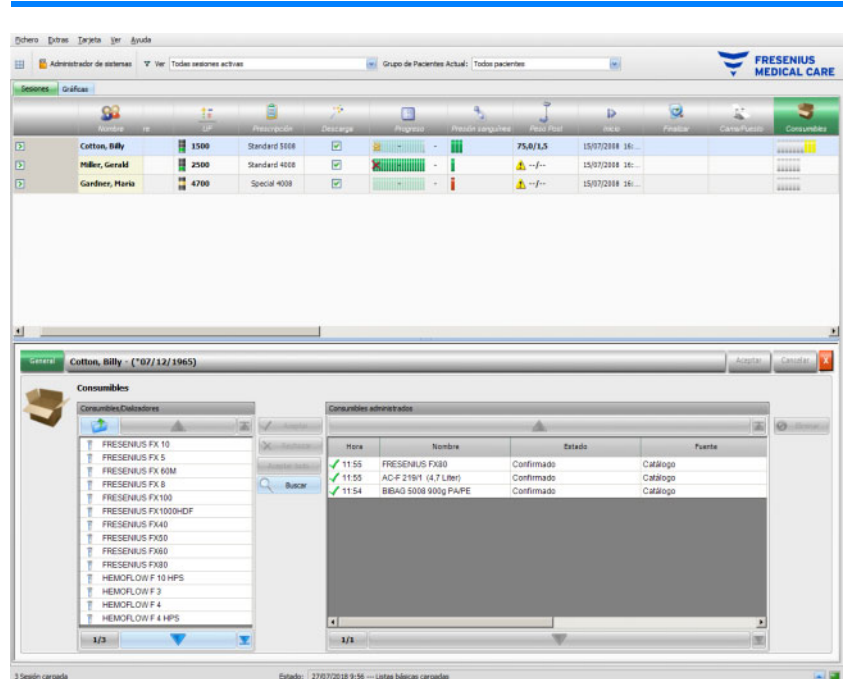 Fichero Extras Tarjeta Ver Ayuda
Administrador de sistemas Ver Todas sesiones activas Grupo de Pacientes Actual: Todos pacientes
FRESENIUS
MEDICAL CARE
Sesiones Gráficas
Nombre re UF Prescripción Descarga Progreso Presión sanguínea Peso Post Inicio Finalizar Cama/Puesto Consumibles
Cotton, Billy 1500 Standard 5008 - - 75,0/1,5 15/07/2008 16:...
Miller, Gerald 2500 Standard 4008 - - --/-- 15/07/2008 16:...
Gardner, Maria 4700 Special 4008 - - --/-- 15/07/2008 16:...
General Cotton, Billy - (*07/12/1965) Aceptar Cancelar X
Consumibles
Consumibles/Dializadores Consumibles administrados
Aceptar
Rechazar
Aceptar todo
Buscar
Eliminar
FRESENIUS FX 10
FRESENIUS FX 5
FRESENIUS FX 60M
FRESENIUS FX 8
FRESENIUS FX100
FRESENIUS FX1000HDF
FRESENIUS FX40
FRESENIUS FX50
FRESENIUS FX60
FRESENIUS FX80
HEMOFLOW F 10 HPS
HEMOFLOW F 3
HEMOFLOW F 4
HEMOFLOW F 4 HPS
1/3
Hora Nombre Estado Fuente
11:55 FRESENIUS FX80 Confirmado Catálogo
11:55 AC-F 219/1 (4,7 Liter) Confirmado Catálogo
11:54 BIBAG 5008 900g PA/PE Confirmado Catálogo
1/1
3 Sesión cargada Estado: 27/07/2018 9:56 --- Listas básicas cargadas